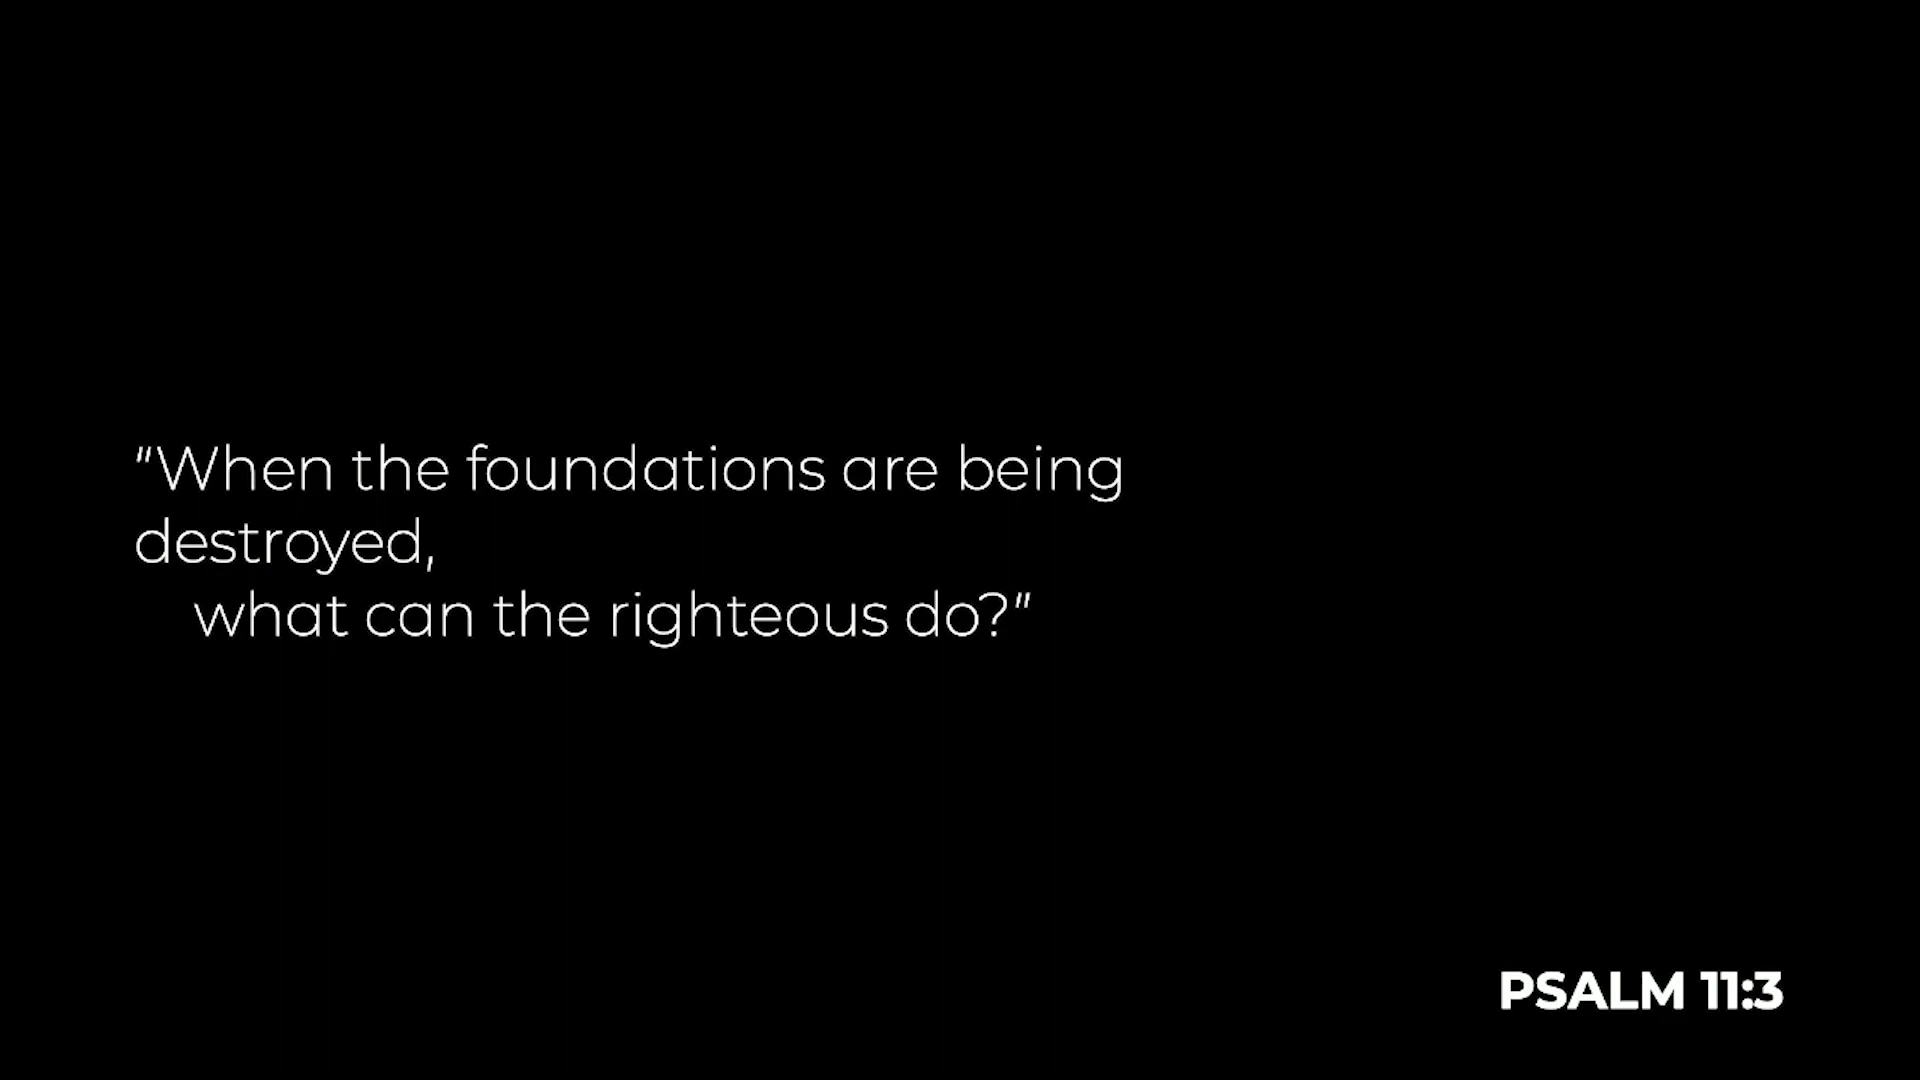 "When the foundations are being
destroyed,
what can the righteous do?"
PSALM 11:3